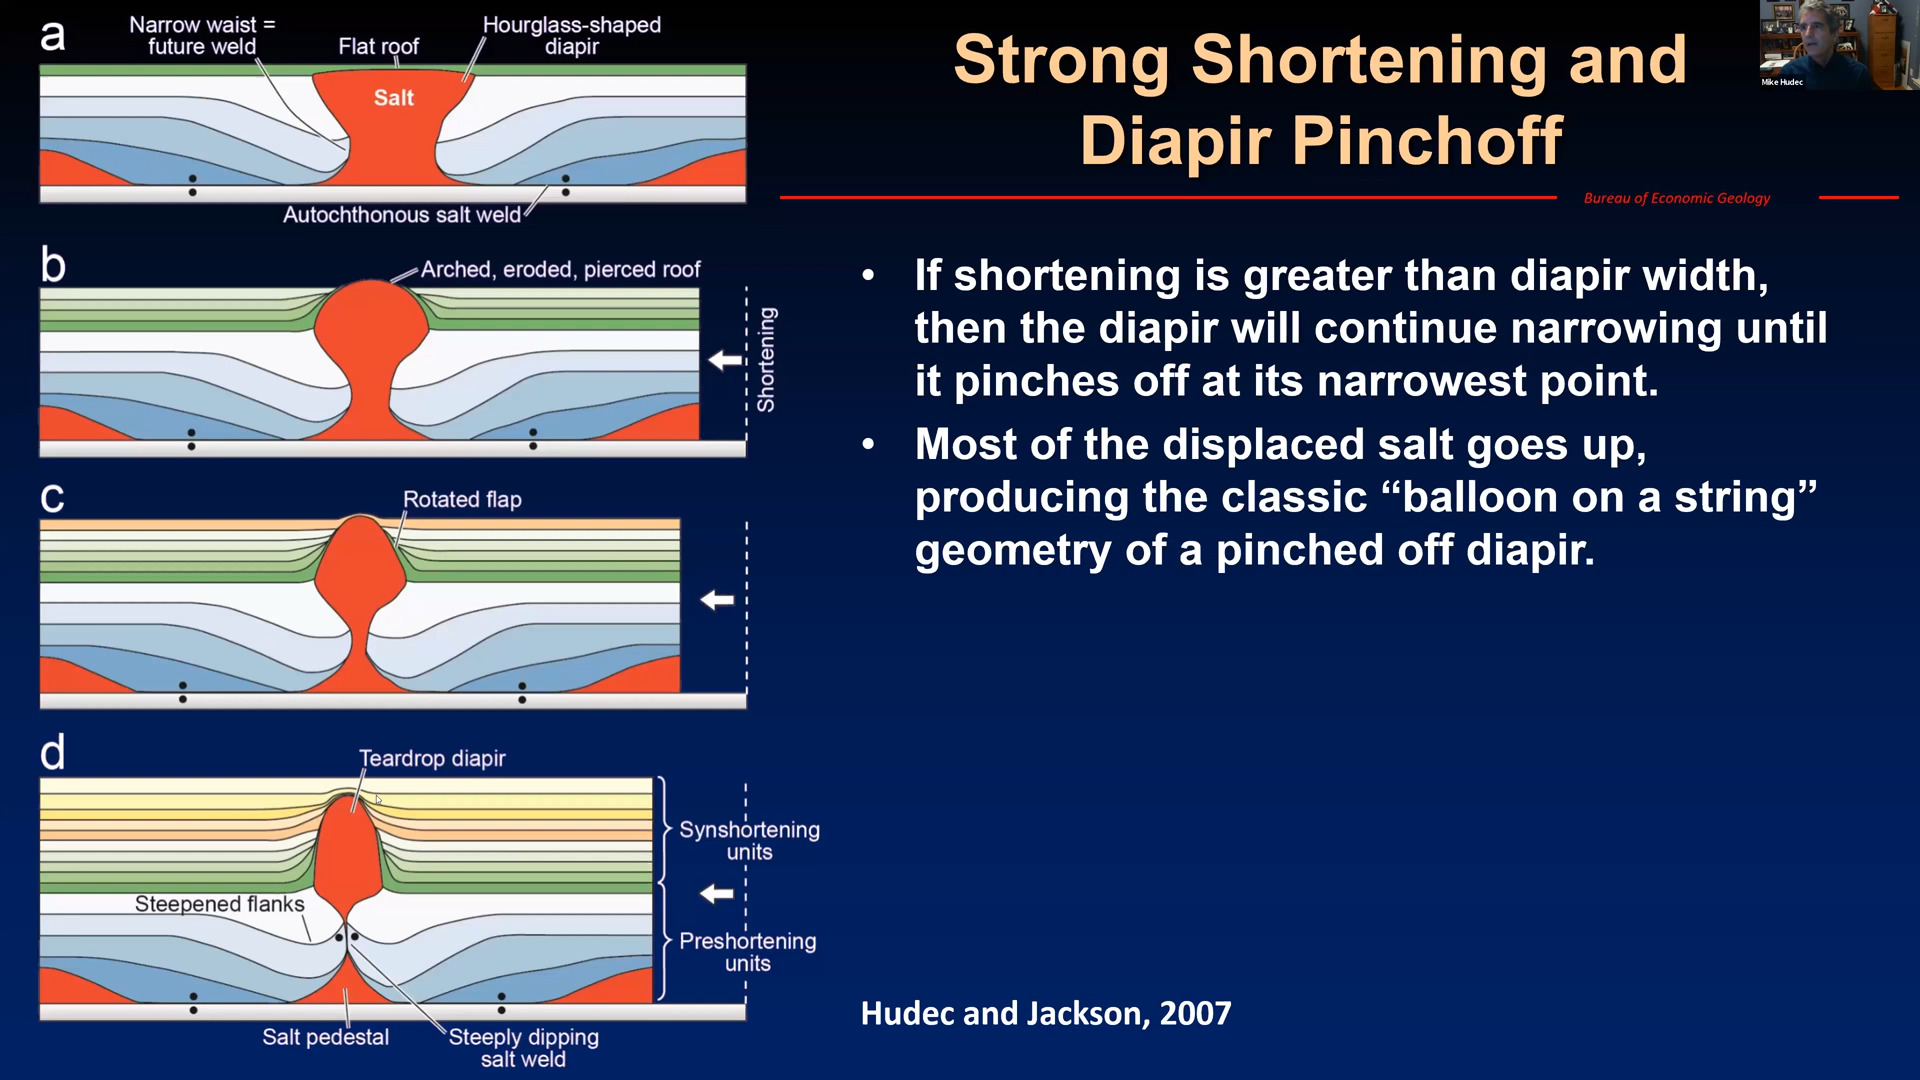 a
Narrow waist =
future weld
Flat roof
Hourglass-shaped
diapir
Salt
Autochthonous salt weld
b
Arched, eroded, pierced roof
Shortening
c
Rotated flap
d
Teardrop diapir
Synshortening
units
Steepened flanks
Preshortening
units
Salt pedestal
Steeply dipping
salt weld
Strong Shortening and
Diapir Pinchoff
Bureau of Economic Geology
• If shortening is greater than diapir width,
then the diapir will continue narrowing until
it pinches off at its narrowest point.
• Most of the displaced salt goes up,
producing the classic “balloon on a string”
geometry of a pinched off diapir.
Hudec and Jackson, 2007
Mike Hudec